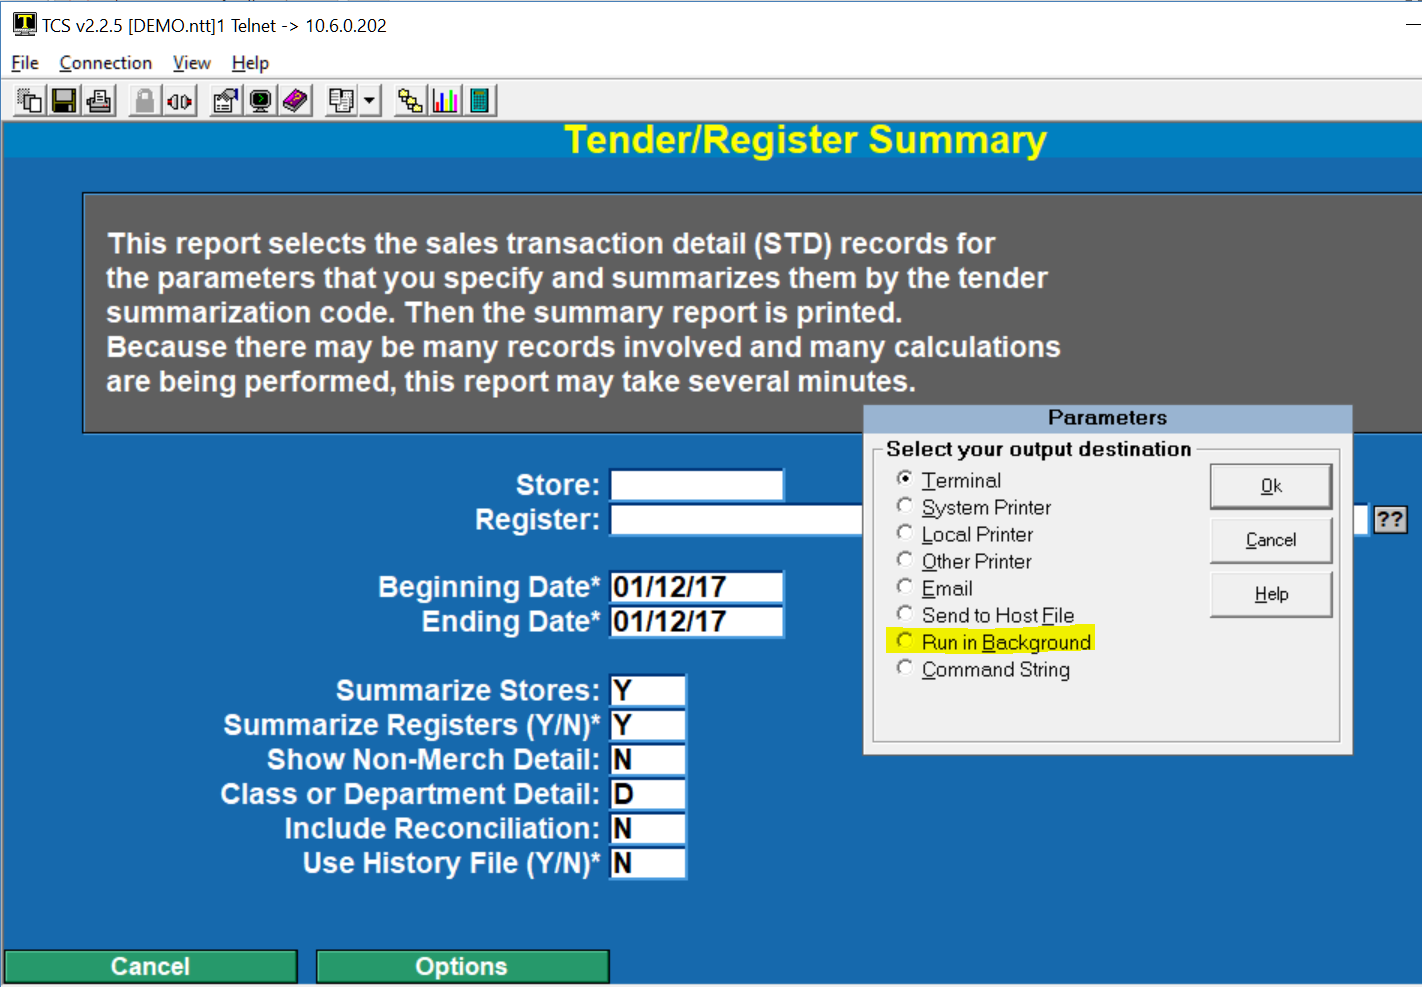 TCS v2.2.5 [DEMO.ntt]1 Telnet -> 10.6.0.202
File Connection View Help
Tender/Register Summary
This report selects the sales transaction detail (STD) records for
the parameters that you specify and summarizes them by the tender
summarization code. Then the summary report is printed.
Because there may be many records involved and many calculations
are being performed, this report may take several minutes.
Parameters
Select your output destination
Terminal
System Printer
Local Printer
Other Printer
Email
Send to Host File
Run in Background
Command String
Ok
Cancel
Help
Store:
Register: ??
Beginning Date* 01/12/17
Ending Date* 01/12/17
Summarize Stores: Y
Summarize Registers (Y/N)* Y
Show Non-Merch Detail: N
Class or Department Detail: D
Include Reconciliation: N
Use History File (Y/N)* N
Cancel Options